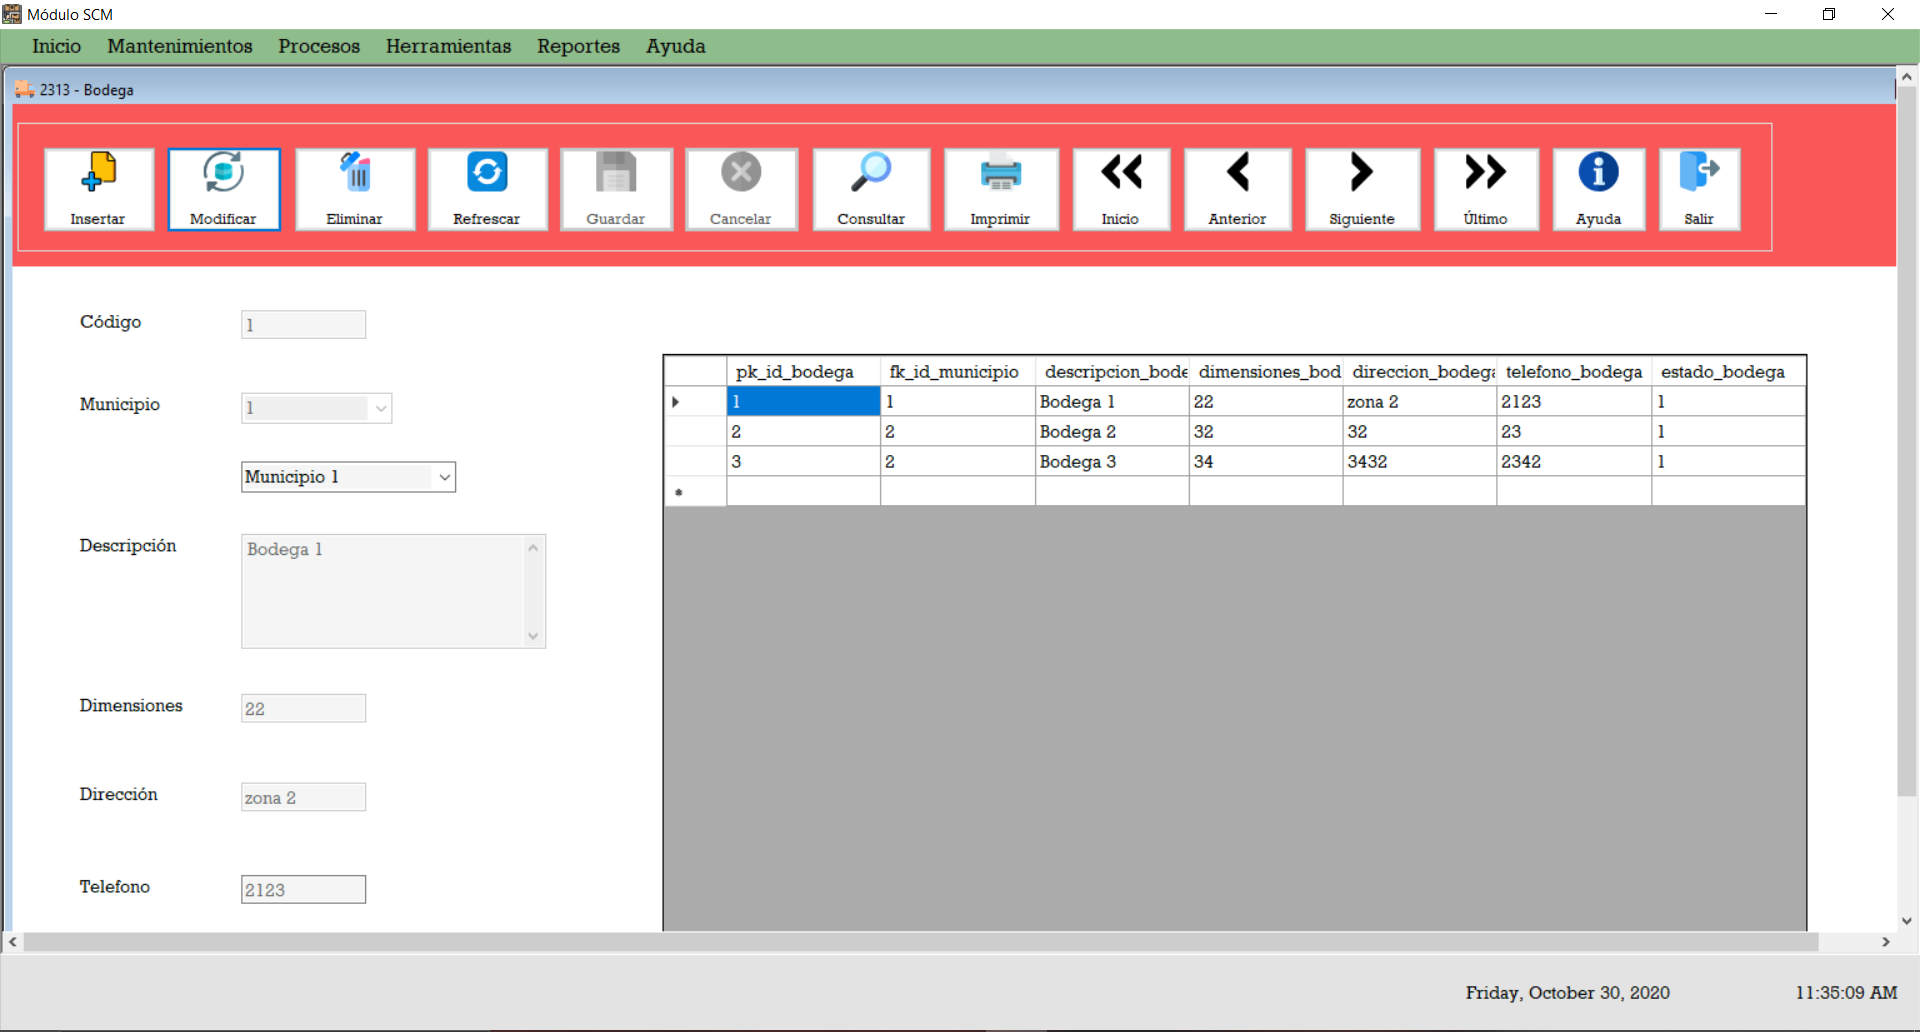 Módulo SCM
Inicio Mantenimientos Procesos Herramientas Reportes Ayuda
2313 - Bodega
Insertar Modificar Eliminar Refrescar Guardar Cancelar Consultar Imprimir Inicio Anterior Siguiente Último Ayuda Salir
Código 1
Municipio 1
Municipio 1
Descripción Bodega 1
Dimensiones 22
Dirección zona 2
Telefono 2123
pk_id_bodega fk_id_municipio descripcion_bode dimensiones_bod direccion_bodega telefono_bodega estado_bodega
1 1 Bodega 1 22 zona 2 2123 1
2 2 Bodega 2 32 32 23 1
3 2 Bodega 3 34 3432 2342 1
Friday, October 30, 2020 11:35:09 AM